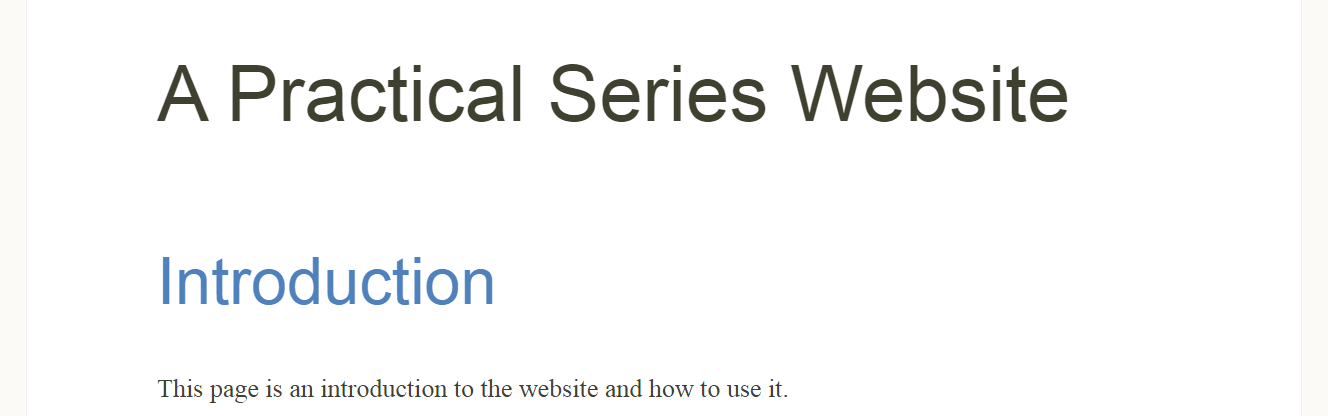 A Practical Series Website
Introduction
This page is an introduction to the website and how to use it.